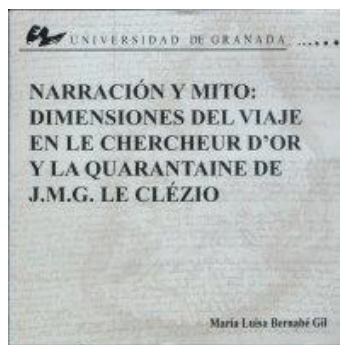 UNIVERSIDAD DE GRANADA
NARRACIÓN Y MITO:
DIMENSIONES DEL VIAJE
EN LE CHERCHEUR D'OR
Y LA QUARANTAINE DE
J.M.G. LE CLÉZIO
María Luisa Bernabé Gil